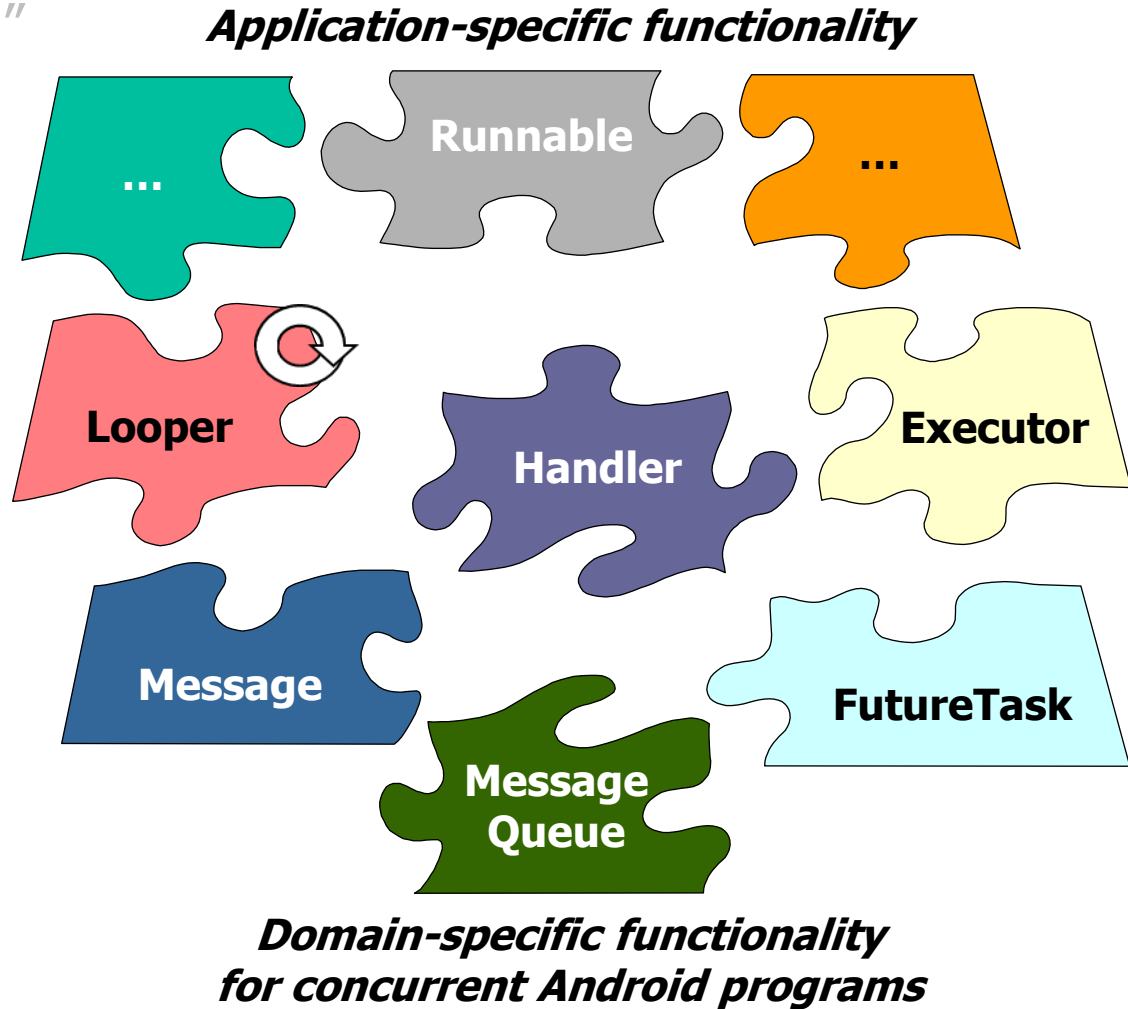 ”
Application-specific functionality
...
Runnable
...
Looper
Handler
Executor
Message
FutureTask
Message
Queue
Domain-specific functionality
for concurrent Android programs